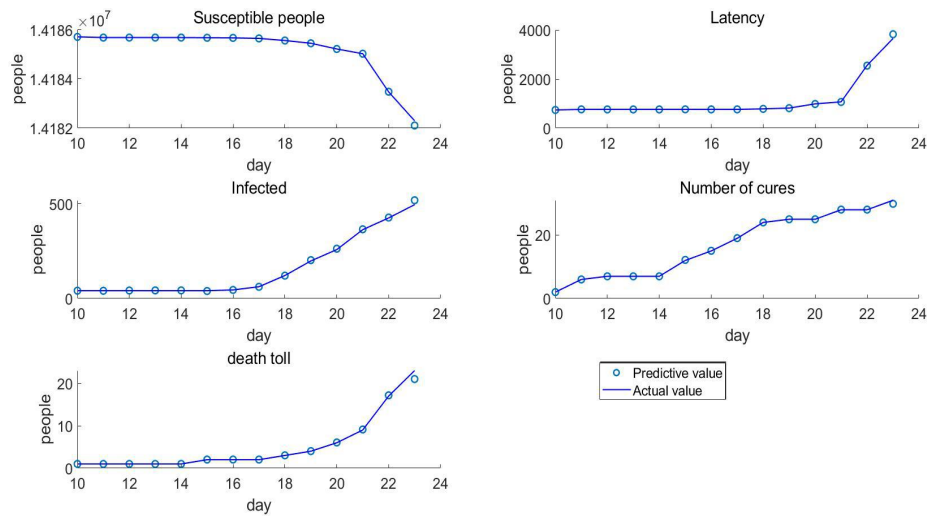 Susceptible people
×10^7
1.4186
1.4184
1.4182
people
10 12 14 16 18 20 22 24
day
Latency
4000
2000
0
people
10 12 14 16 18 20 22 24
day
Infected
500
0
people
10 12 14 16 18 20 22 24
day
Number of cures
20
0
people
10 12 14 16 18 20 22 24
day
death toll
20
10
0
people
10 12 14 16 18 20 22 24
day
Predictive value
Actual value